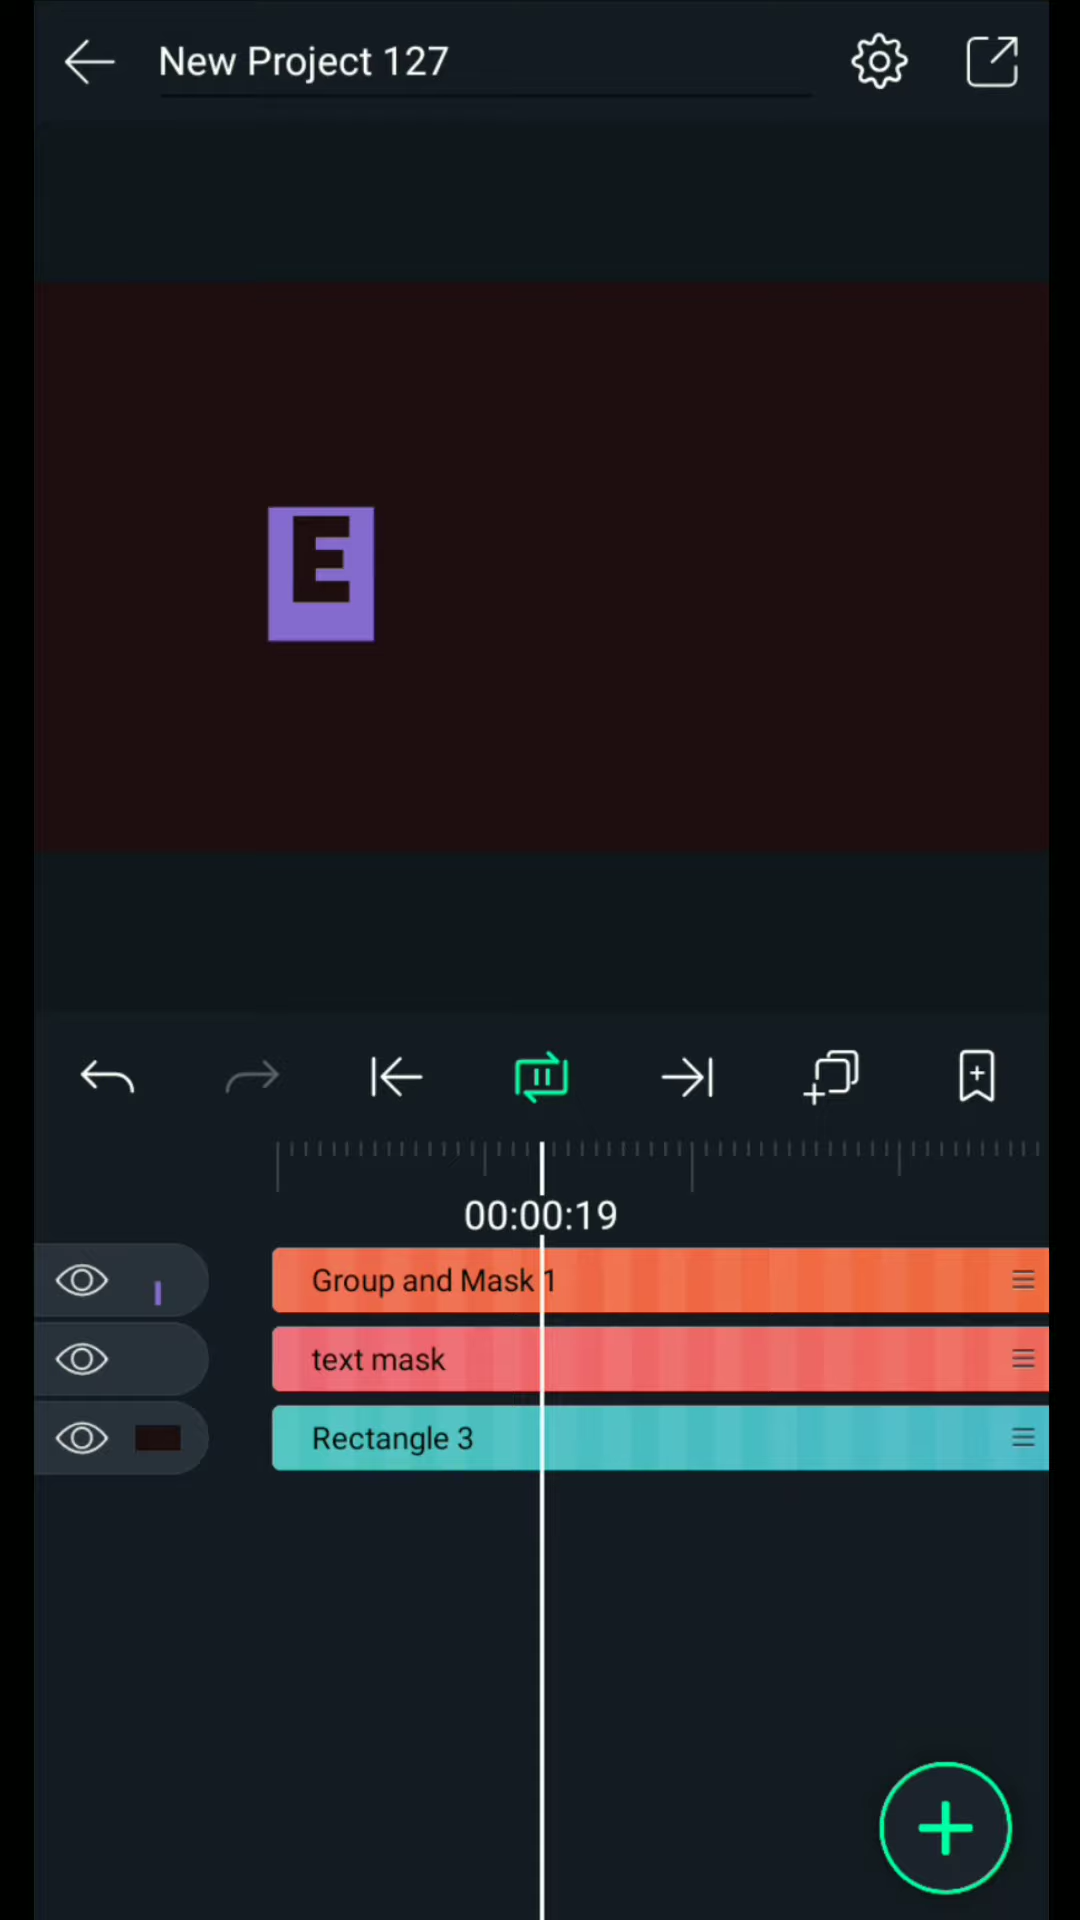 New Project 127
E
00:00:19
Group and Mask 1
text mask
Rectangle 3